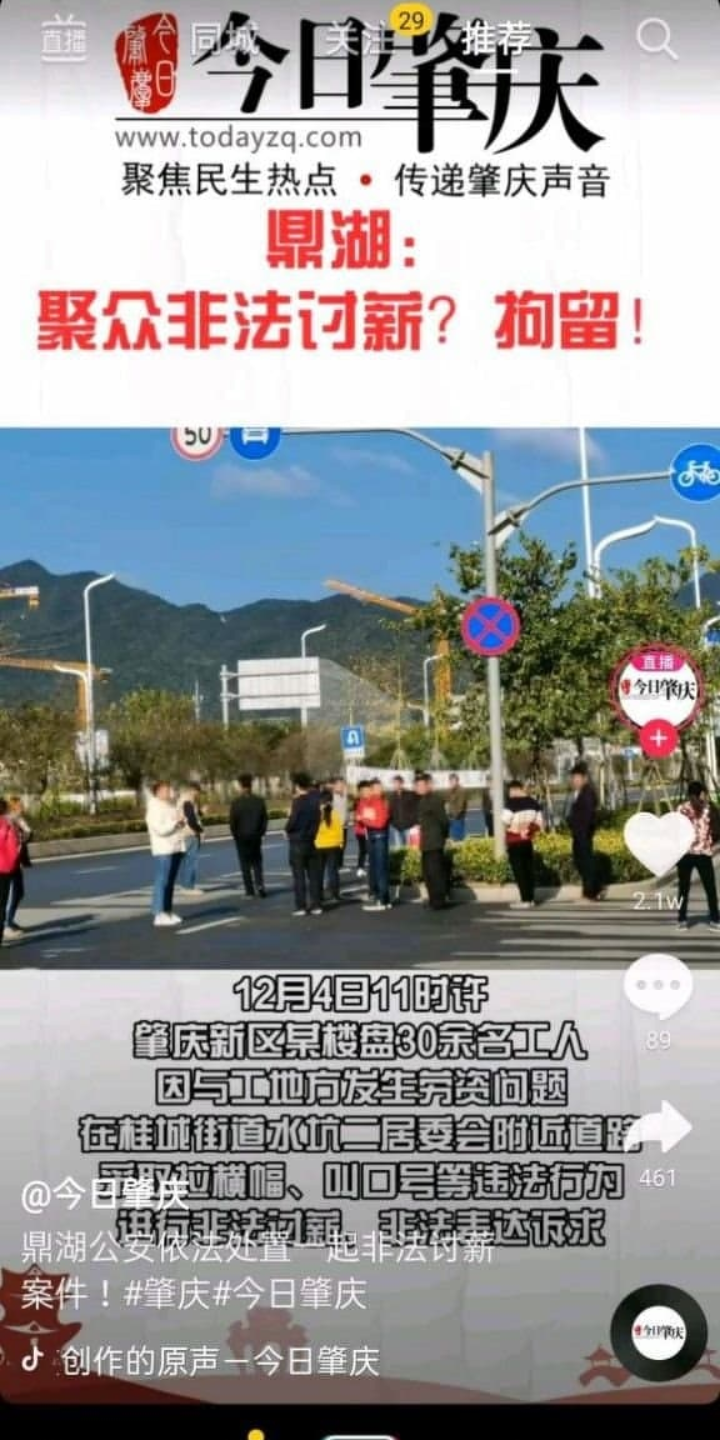 直播 同城 关注 29 推荐
今日肇庆
今日肇庆
www.todayzq.com
聚焦民生热点 • 传递肇庆声音
鼎湖：
聚众非法讨薪？拘留！
50
直播
今日肇庆
2.1w
12月4日11时许
肇庆新区某楼盘30余名工人
因与工地方发生劳资问题
89
在桂城街道水坑二居委会附近道路
采取拉横幅、叫口号等违法行为
461
进行非法讨薪、非法表达诉求
@今日肇庆
鼎湖公安依法处置一起非法讨薪
案件！#肇庆#今日肇庆
创作的原声－今日肇庆
今日肇庆